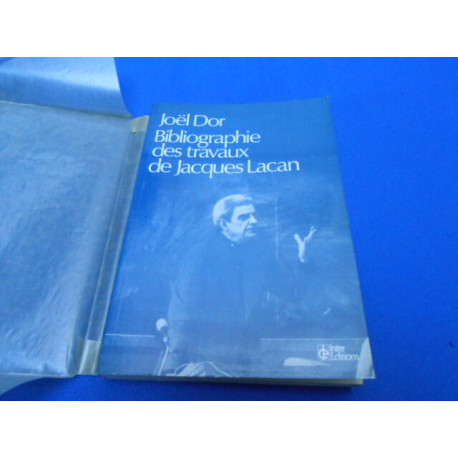 Joël Dor
Bibliographie
des travaux
de Jacques Lacan
Inter
Editions